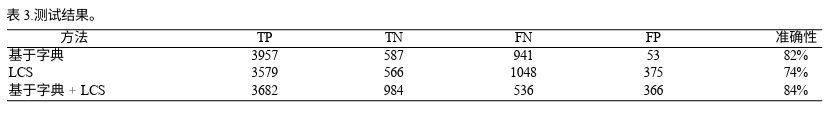 表 3.测试结果。
方法 TP TN FN FP 准确性
基于字典 3957 587 941 53 82%
LCS 3579 566 1048 375 74%
基于字典 + LCS 3682 984 536 366 84%